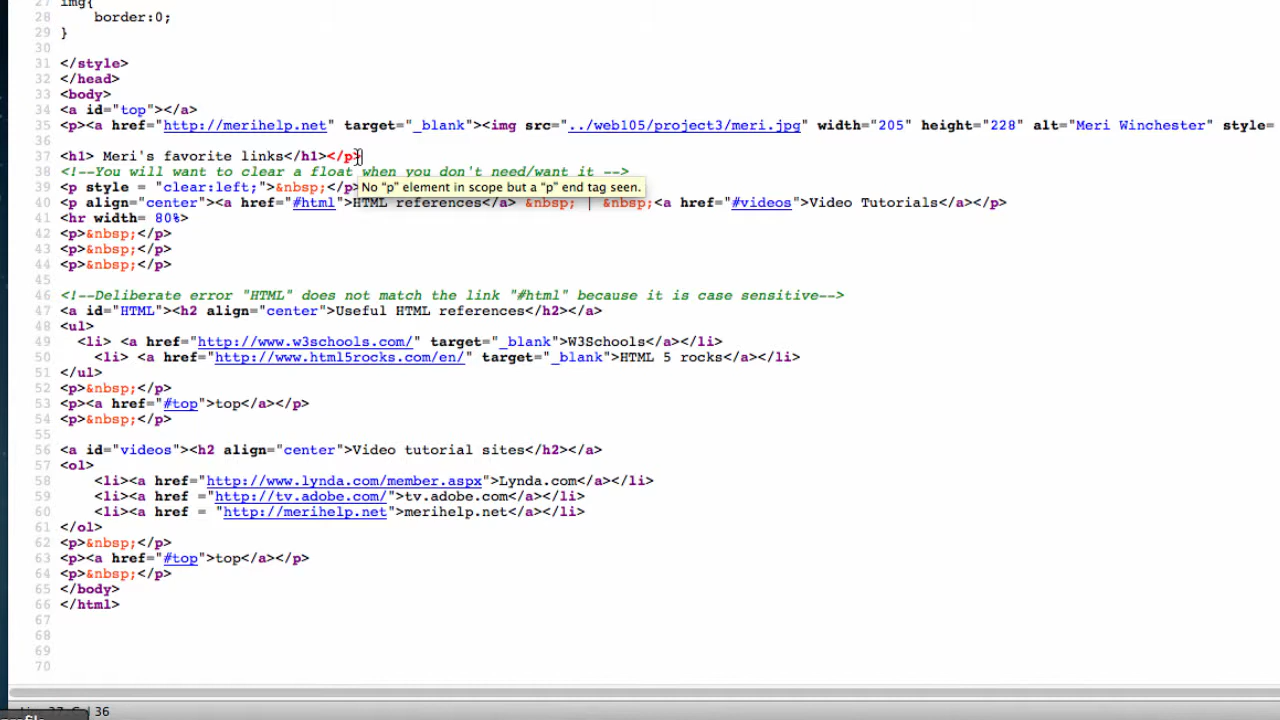 27 img{
28 border:0;
29 }
30
31 </style>
32 </head>
33 <body>
34 <a id="top"></a>
35 <p><a href="http://merihelp.net" target="_blank"><img src="../web105/project3/meri.jpg" width="205" height="228" alt="Meri Winchester" style=
36
37 <h1> Meri's favorite links</h1></p>
38 <!--You will want to clear a float when you don't need/want it -->
39 <p style = "clear:left;">&nbsp;</p>
No "p" element in scope but a "p" end tag seen.
40 <p align="center"><a href="#html">HTML references</a> &nbsp; | &nbsp;<a href="#videos">Video Tutorials</a></p>
41 <hr width= 80%>
42 <p>&nbsp;</p>
43 <p>&nbsp;</p>
44 <p>&nbsp;</p>
45
46 <!--Deliberate error "HTML" does not match the link "#html" because it is case sensitive-->
47 <a id="HTML"><h2 align="center">Useful HTML references</h2></a>
48 <ul>
49 <li> <a href="http://www.w3schools.com/" target="_blank">W3Schools</a></li>
50 <li> <a href="http://www.html5rocks.com/en/" target="_blank">HTML 5 rocks</a></li>
51 </ul>
52 <p>&nbsp;</p>
53 <p><a href="#top">top</a></p>
54 <p>&nbsp;</p>
55
56 <a id="videos"><h2 align="center">Video tutorial sites</h2></a>
57 <ol>
58 <li><a href="http://www.lynda.com/member.aspx">Lynda.com</a></li>
59 <li><a href ="http://tv.adobe.com/">tv.adobe.com</a></li>
60 <li><a href = "http://merihelp.net">merihelp.net</a></li>
61 </ol>
62 <p>&nbsp;</p>
63 <p><a href="#top">top</a></p>
64 <p>&nbsp;</p>
65 </body>
66 </html>
67
68
69
70
36